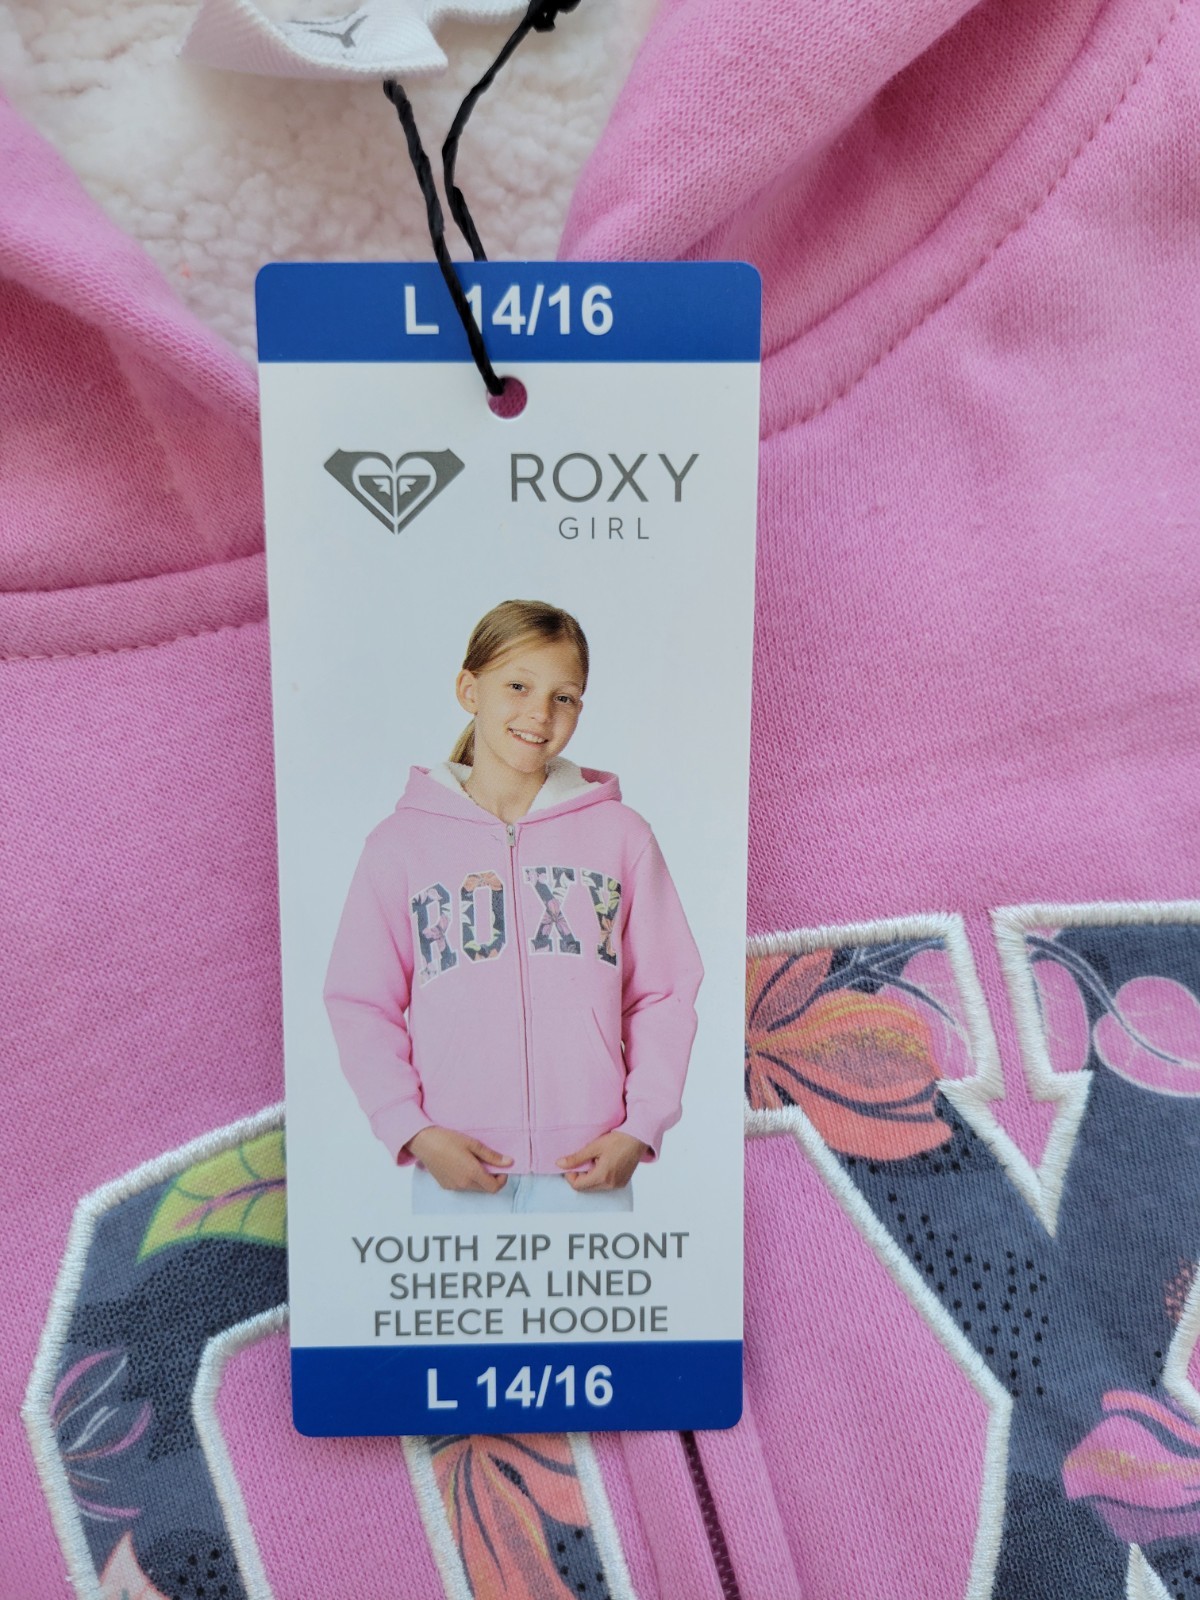 L 14/16
ROXY
GIRL
ROXY
YOUTH ZIP FRONT
SHERPA LINED
FLEECE HOODIE
L 14/16